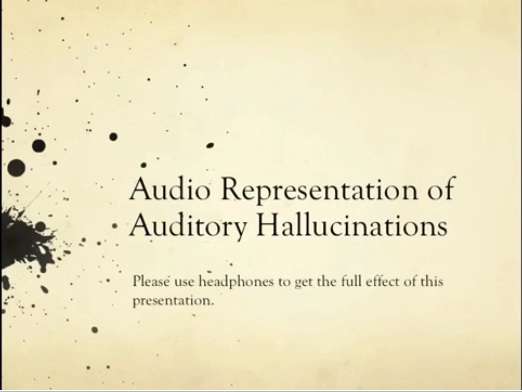 Audio Representation of
Auditory Hallucinations
Please use headphones to get the full effect of this
presentation.